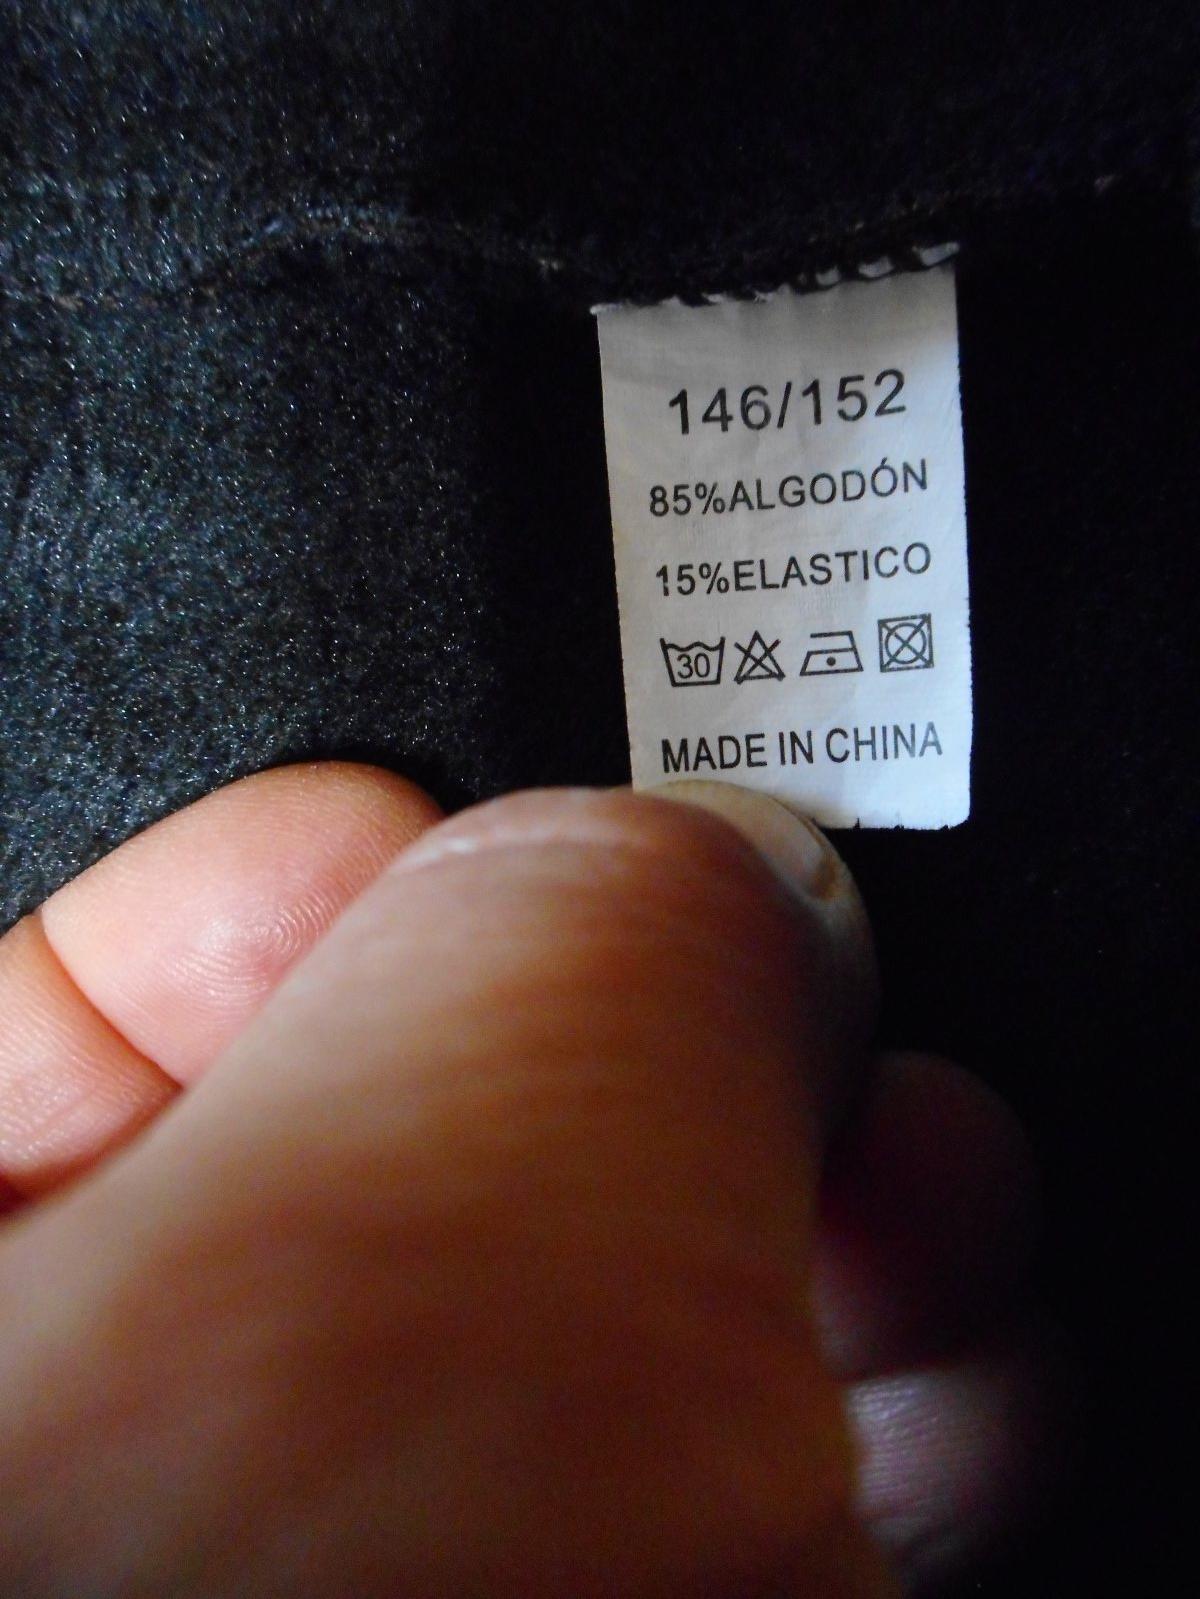 146/152
85%ALGODÓN
15%ELASTICO
30
MADE IN CHINA